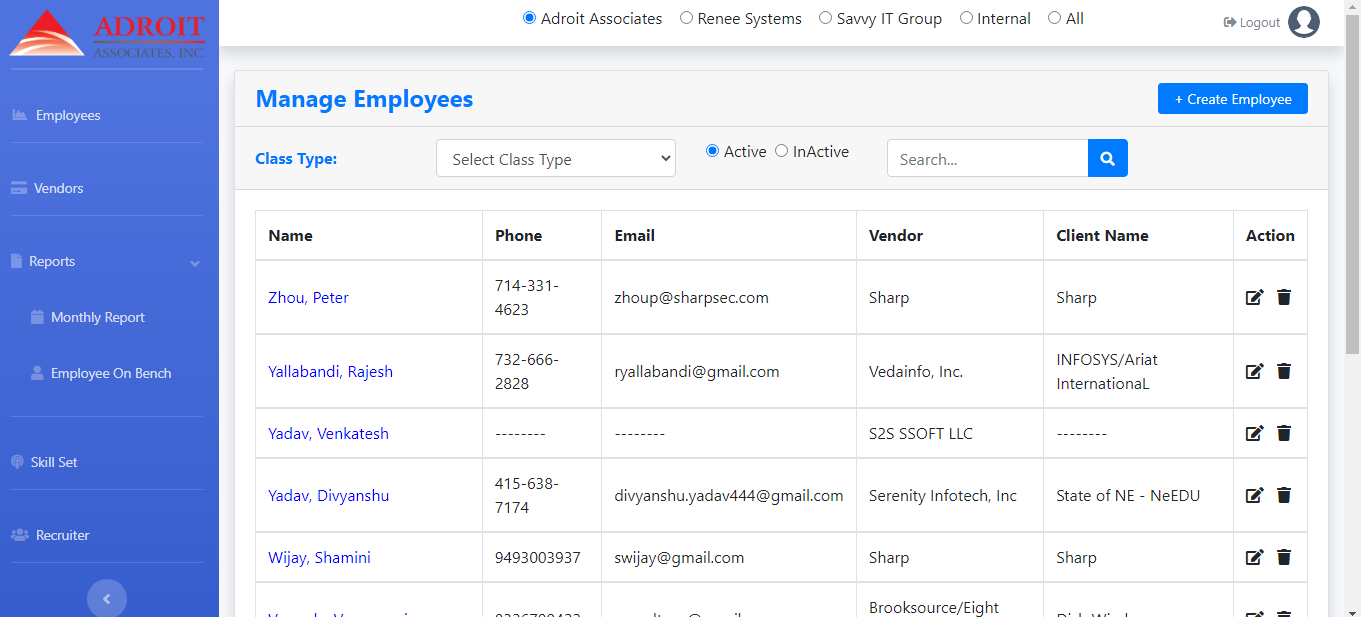 ADROIT
ASSOCIATES, INC.
Adroit Associates Renee Systems Savvy IT Group Internal All
Logout
Employees
Vendors
Reports
Monthly Report
Employee On Bench
Skill Set
Recruiter
Manage Employees
+ Create Employee
Class Type:
Select Class Type
Active InActive
Search...
Name Phone Email Vendor Client Name Action
Zhou, Peter 714-331-4623 zhoup@sharpsec.com Sharp Sharp
Yallabandi, Rajesh 732-666-2828 ryallabandi@gmail.com Vedainfo, Inc. INFOSYS/Ariat InternationaL
Yadav, Venkatesh -------- -------- S2S SSOFT LLC --------
Yadav, Divyanshu 415-638-7174 divyanshu.yadav444@gmail.com Serenity Infotech, Inc State of NE - NeEDU
Wijay, Shamini 9493003937 swijay@gmail.com Sharp Sharp
Brooksource/Eight